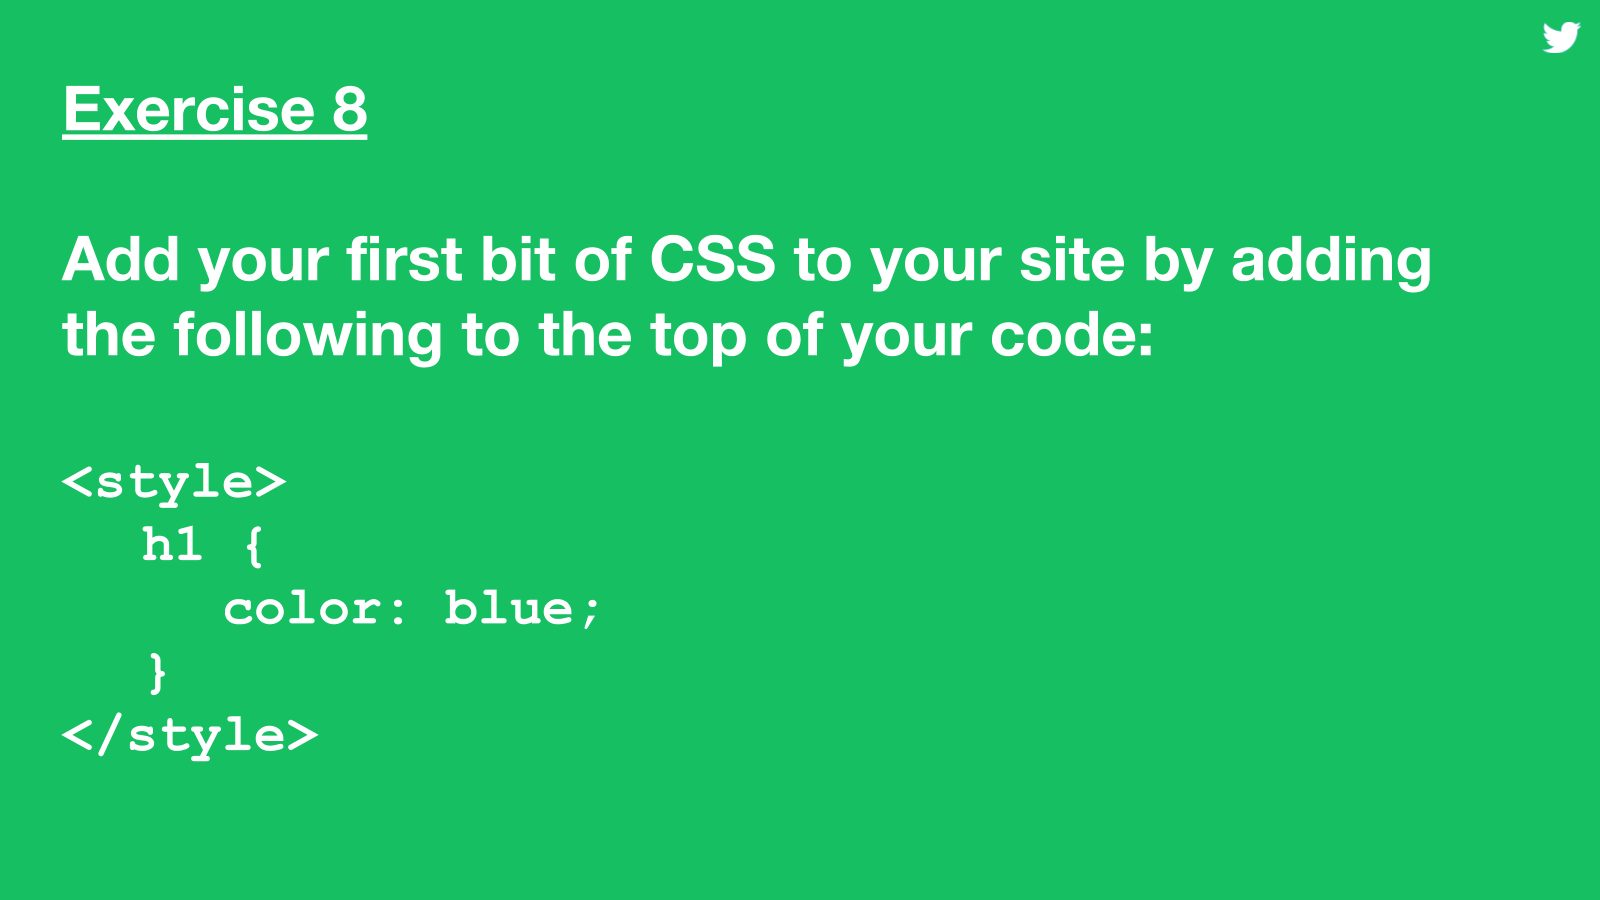 Exercise 8
Add your first bit of CSS to your site by adding
the following to the top of your code:
<style>
h1 {
color: blue;
}
</style>